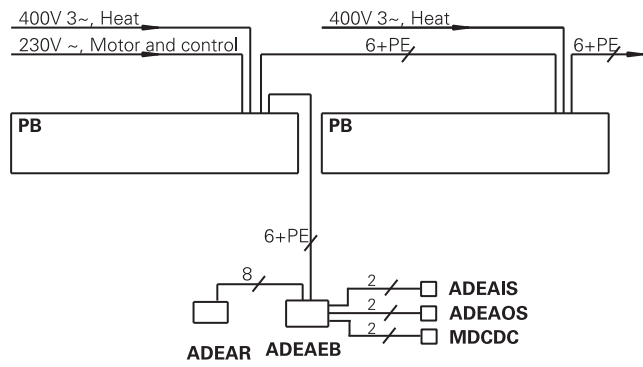 400V 3~, Heat
400V 3~, Heat
230V ~, Motor and control
6+PE
6+PE
PB
PB
6+PE
8
2
ADEAIS
2
ADEAOS
2
MDCDC
ADEAR
ADEAEB